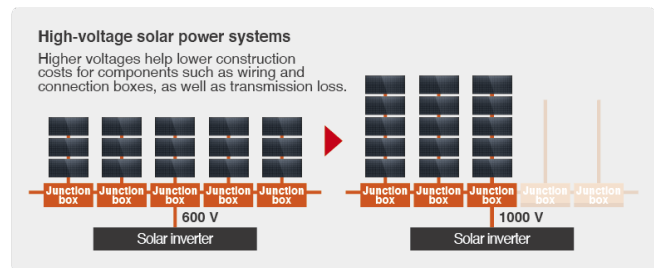 High-voltage solar power systems
Higher voltages help lower construction
costs for components such as wiring and
connection boxes, as well as transmission loss.
Junction box
Junction box
Junction box
Junction box
Junction box
600 V
Solar inverter
Junction box
Junction box
Junction box
Junction box
Junction box
1000 V
Solar inverter